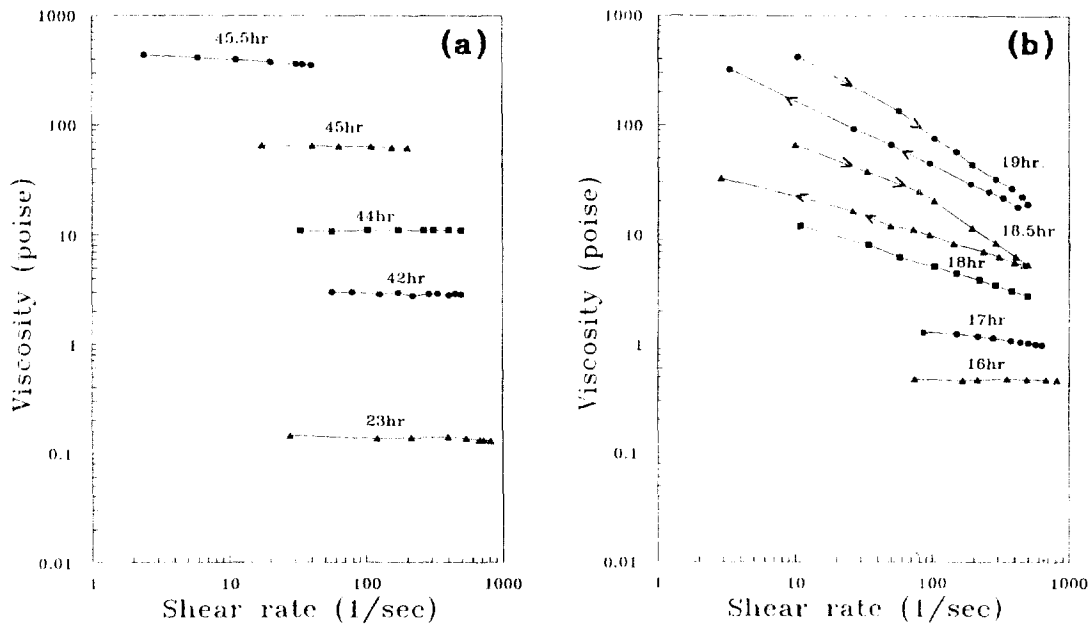 (a)
1000
100
10
1
0.1
0.01
Viscosity (poise)
45.5hr
45hr
44hr
42hr
23hr
1 10 100 1000
Shear rate (1/sec)
(b)
1000
100
10
1
0.1
0.01
Viscosity (poise)
19hr.
18.5hr
18hr
17hr
16hr
1 10 100 1000
Shear rate (1/sec)